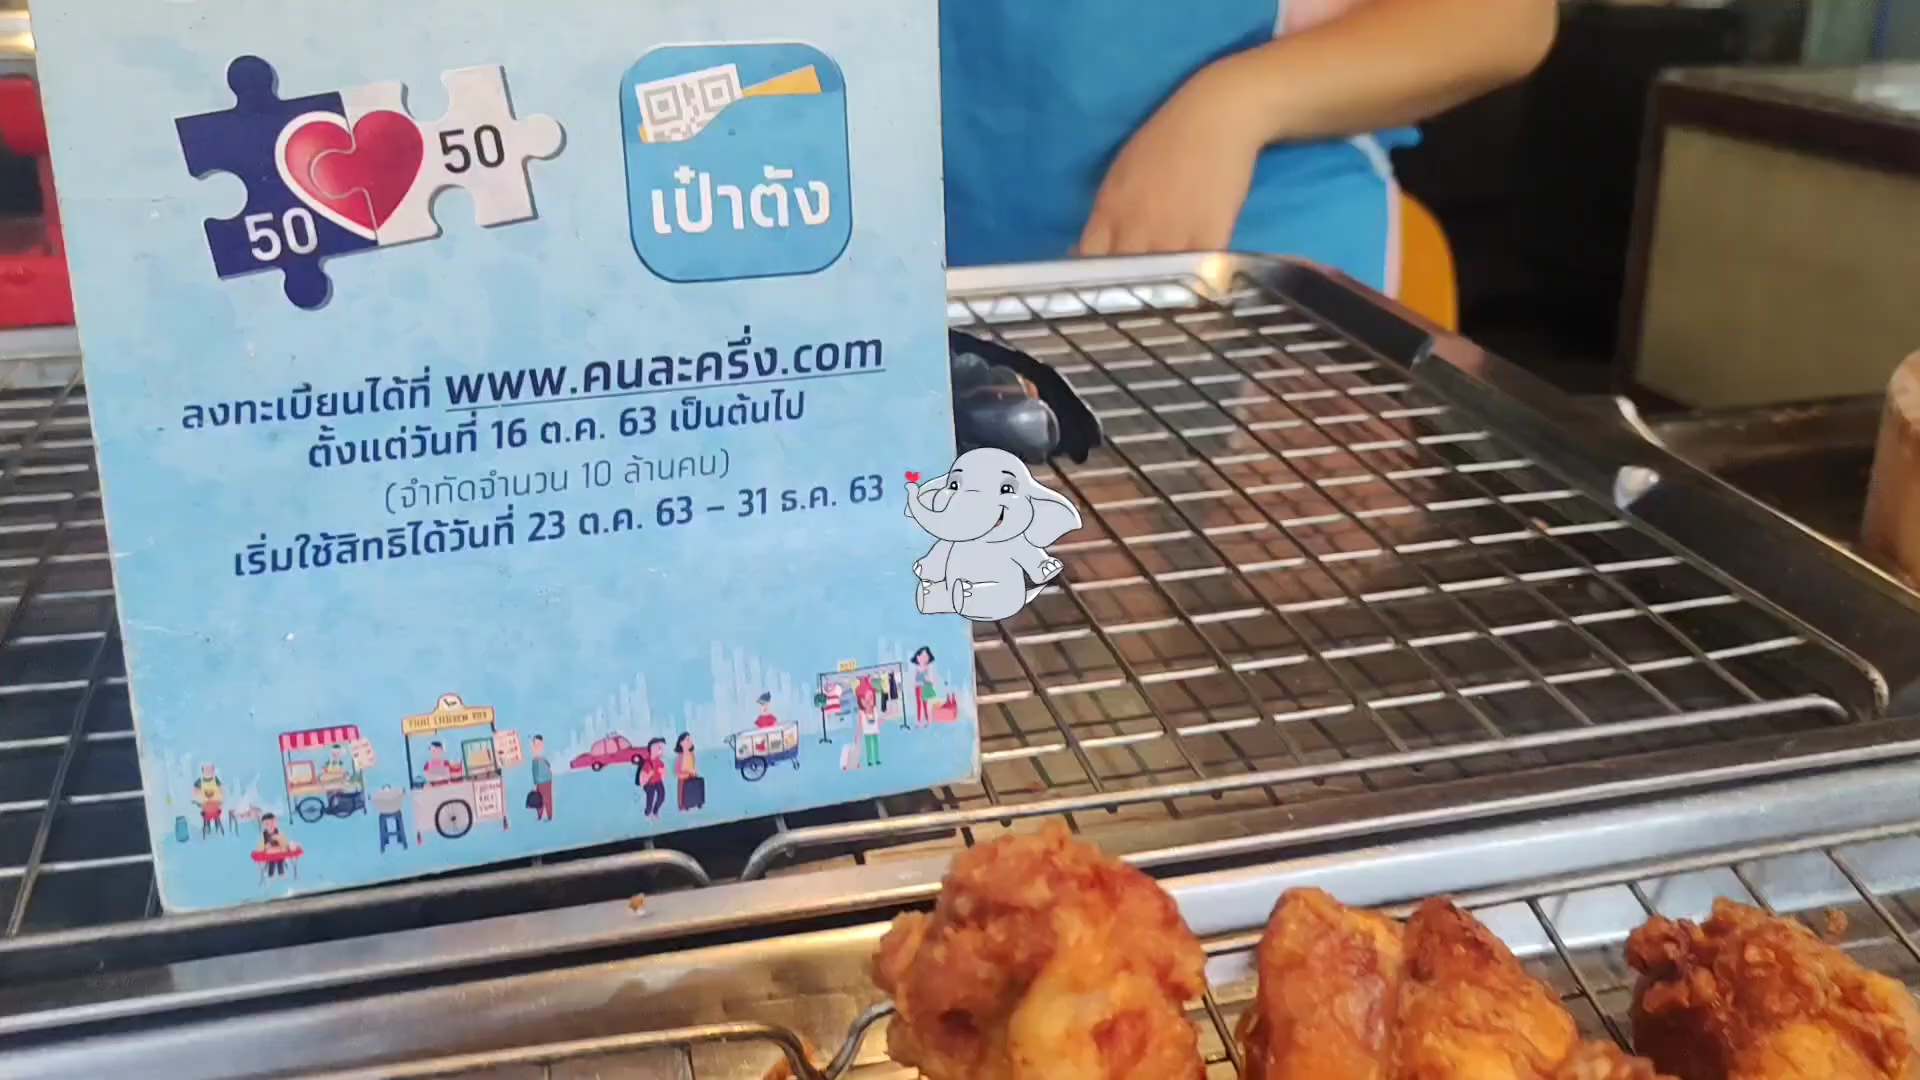 50
50
เป๋าตัง
ลงทะเบียนได้ที่ www.คนละครึ่ง.com
ตั้งแต่วันที่ 16 ต.ค. 63 เป็นต้นไป
(จำกัดจำนวน 10 ล้านคน)
เริ่มใช้สิทธิได้วันที่ 23 ต.ค. 63 – 31 ธ.ค. 63